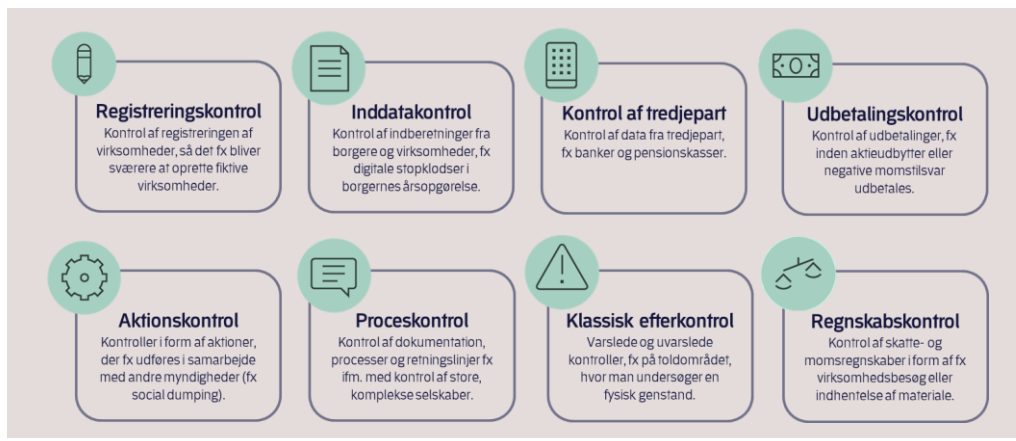 Registreringskontrol
Kontrol af registreringen af
virksomheder, så det fx bliver
sværere at oprette fiktive
virksomheder.
Inddatakontrol
Kontrol af indberetninger fra
borgere og virksomheder, fx
digitale stopklodser i
borgernes årsopgørelse.
Kontrol af tredjepart
Kontrol af data fra tredjepart,
fx banker og pensionskasser.
Udbetalingskontrol
Kontrol af udbetalinger, fx
inden aktieudbytter eller
negative momstilsvar
udbetales.
Aktionskontrol
Kontroller i form af aktioner,
der fx udføres i samarbejde
med andre myndigheder (fx
social dumping).
Proceskontrol
Kontrol af dokumentation,
processer og retningslinjer fx
ifm. med kontrol af store,
komplekse selskaber.
Klassisk efterkontrol
Varslede og uvarslede
kontroller, fx på toldområdet,
hvor man undersøger en
fysisk genstand.
Regnskabskontrol
Kontrol af skatte- og
momsregnskaber i form af fx
virksomhedsbesøg eller
indhentelse af materiale.